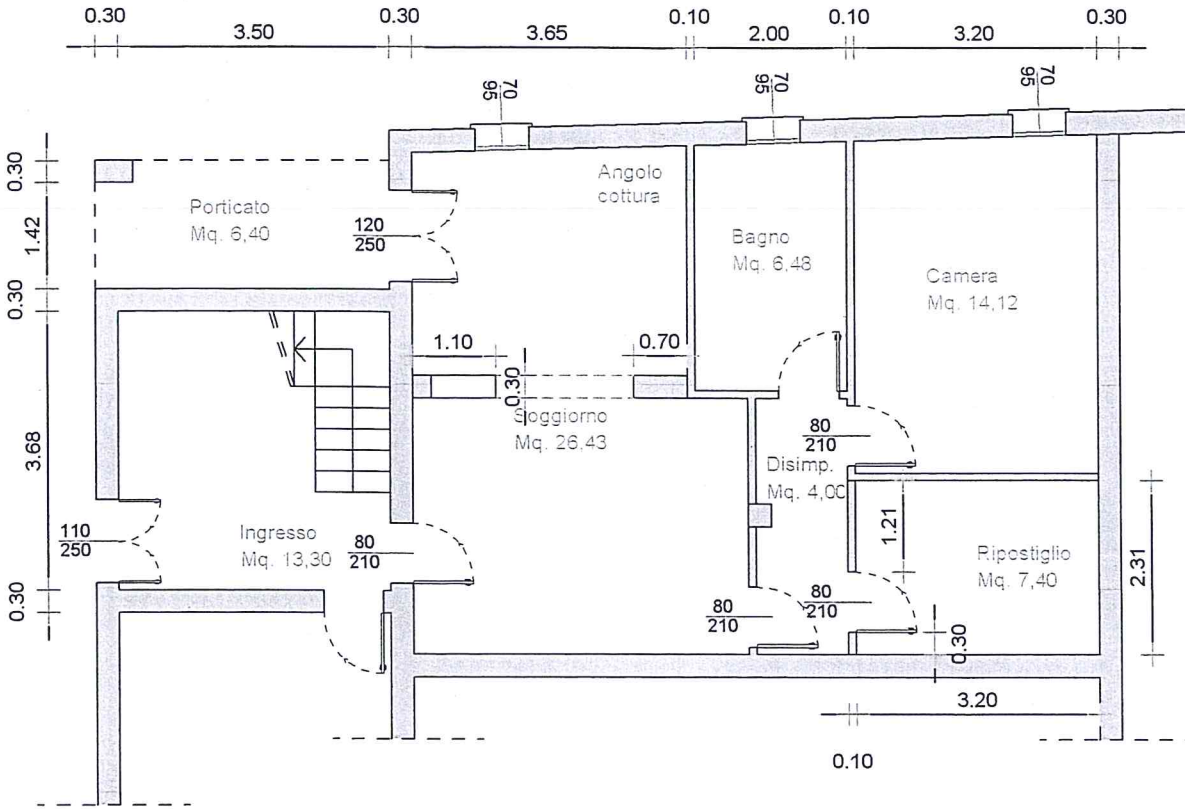 0.30 3.50 0.30 3.65 0.10 2.00 0.10 3.20 0.30
70
95
70
95
70
95
0.30
1.42
0.30
3.68
0.30
Porticato
Mq. 6,40
120
250
Angolo
cottura
Bagno
Mq. 6,48
Camera
Mq. 14,12
1.10
0.70
0.30
Soggiorno
Mq. 26,43
80
210
Disimp.
Mq. 4,00
110
250
Ingresso
Mq. 13,30
80
210
1.21
Ripostiglio
Mq. 7,40
2.31
80
210
80
210
0.30
3.20
0.10